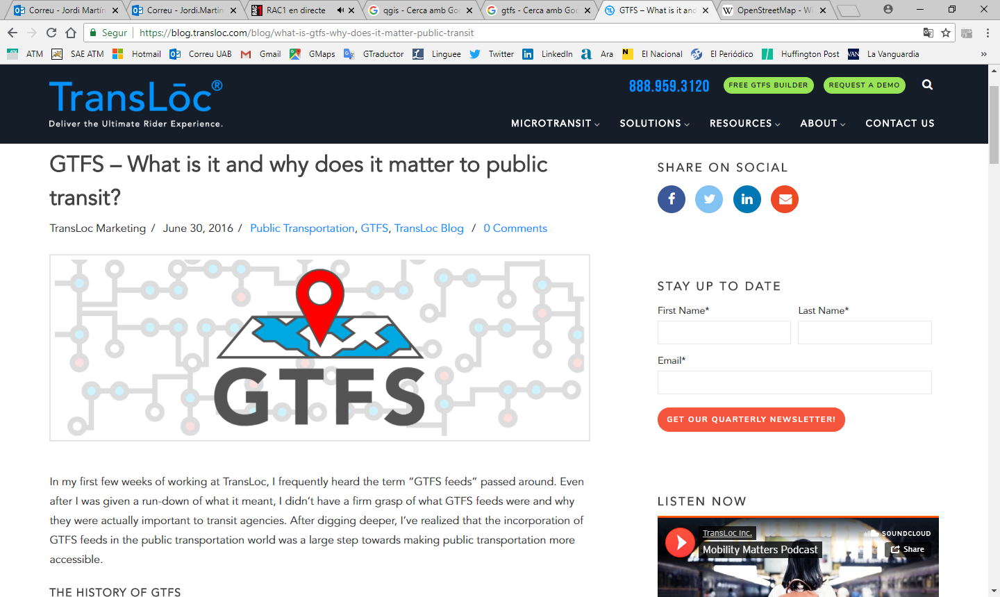 Correu - Jordi Martín
Correu - Jordi.Martin
RAC1 en directe
qgis - Cerca amb Goo
gtfs - Cerca amb Goo
GTFS – What is it and
OpenStreetMap - Wi
Segur
https://blog.transloc.com/blog/what-is-gtfs-why-does-it-matter-public-transit
ATM
SAE ATM
Hotmail
Correu UAB
Gmail
GMaps
GTraductor
Linguee
Twitter
LinkedIn
Ara
El Nacional
El Periódico
Huffington Post
La Vanguardia
»
TransLōc®
Deliver the Ultimate Rider Experience.
888.959.3120
FREE GTFS BUILDER
REQUEST A DEMO
MICROTRANSIT
SOLUTIONS
RESOURCES
ABOUT
CONTACT US
GTFS – What is it and why does it matter to public
transit?
TransLoc Marketing / June 30, 2016 / Public Transportation, GTFS, TransLoc Blog / 0 Comments
GTFS
In my first few weeks of working at TransLoc, I frequently heard the term “GTFS feeds” passed around. Even
after I was given a run-down of what it meant, I didn’t have a firm grasp of what GTFS feeds were and why
they were actually important to transit agencies. After digging deeper, I’ve realized that the incorporation of
GTFS feeds in the public transportation world was a large step towards making public transportation more
accessible.
THE HISTORY OF GTFS
SHARE ON SOCIAL
STAY UP TO DATE
First Name*
Last Name*
Email*
GET OUR QUARTERLY NEWSLETTER!
LISTEN NOW
TransLoc Inc.
Mobility Matters Podcast
SOUNDCLOUD
Share